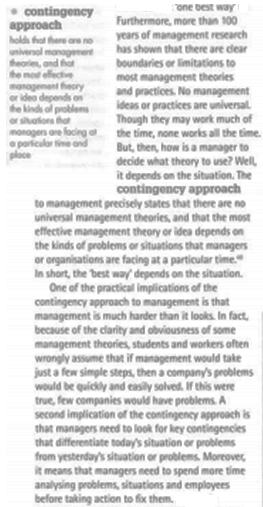 contingency
approach
holds that there are no
universal management
theories, and that
the most effective
management theory
or idea depends on
the kinds of problems
or situations that
managers are facing at
a particular time and
place
'one best way'
Furthermore, more than 100
years of management research
has shown that there are clear
boundaries or limitations to
most management theories
and practices. No management
ideas or practices are universal.
Though they may work much of
the time, none works all the time.
But, then, how is a manager to
decide what theory to use? Well,
it depends on the situation. The
contingency approach
to management precisely states that there are no
universal management theories, and that the most
effective management theory or idea depends on
the kinds of problems or situations that managers
or organisations are facing at a particular time.
In short, the 'best way' depends on the situation.
One of the practical implications of the
contingency approach to management is that
management is much harder than it looks. In fact,
because of the clarity and obviousness of some
management theories, students and workers often
wrongly assume that if management would take
just a few simple steps, then a company's problems
would be quickly and easily solved. If this were
true, few companies would have problems. A
second implication of the contingency approach is
that managers need to look for key contingencies
that differentiate today's situation or problems
from yesterday's situation or problems. Moreover,
it means that managers need to spend more time
analysing problems, situations and employees
before taking action to fix them.